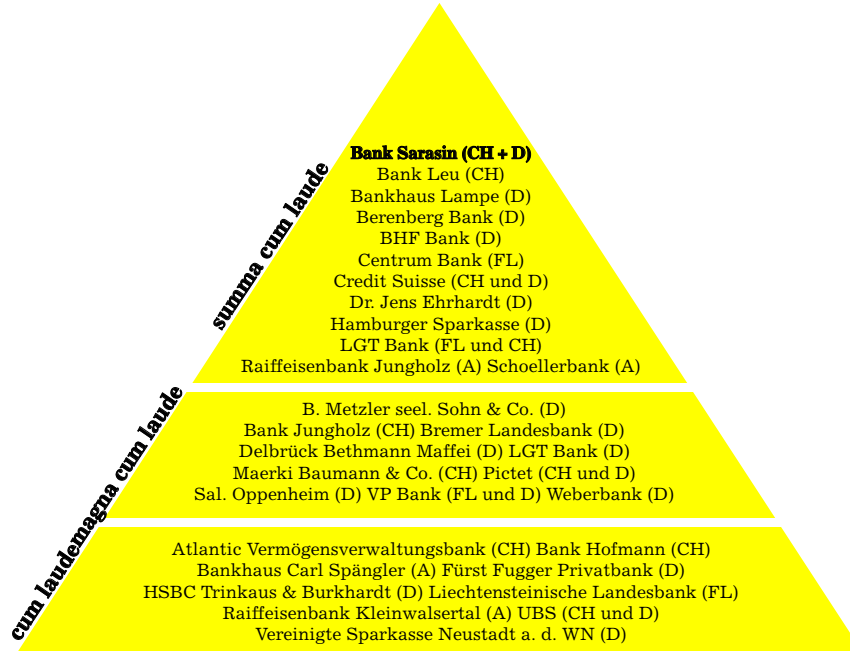 summa cum laude
Bank Sarasin (CH + D)
Bank Leu (CH)
Bankhaus Lampe (D)
Berenberg Bank (D)
BHF Bank (D)
Centrum Bank (FL)
Credit Suisse (CH und D)
Dr. Jens Ehrhardt (D)
Hamburger Sparkasse (D)
LGT Bank (FL und CH)
Raiffeisenbank Jungholz (A) Schoellerbank (A)
magna cum laude
B. Metzler seel. Sohn & Co. (D)
Bank Jungholz (CH) Bremer Landesbank (D)
Delbrück Bethmann Maffei (D) LGT Bank (D)
Maerki Baumann & Co. (CH) Pictet (CH und D)
Sal. Oppenheim (D) VP Bank (FL und D) Weberbank (D)
cum laude
Atlantic Vermögensverwaltungsbank (CH) Bank Hofmann (CH)
Bankhaus Carl Spängler (A) Fürst Fugger Privatbank (D)
HSBC Trinkaus & Burkhardt (D) Liechtensteinische Landesbank (FL)
Raiffeisenbank Kleinwalsertal (A) UBS (CH und D)
Vereinigte Sparkasse Neustadt a. d. WN (D)